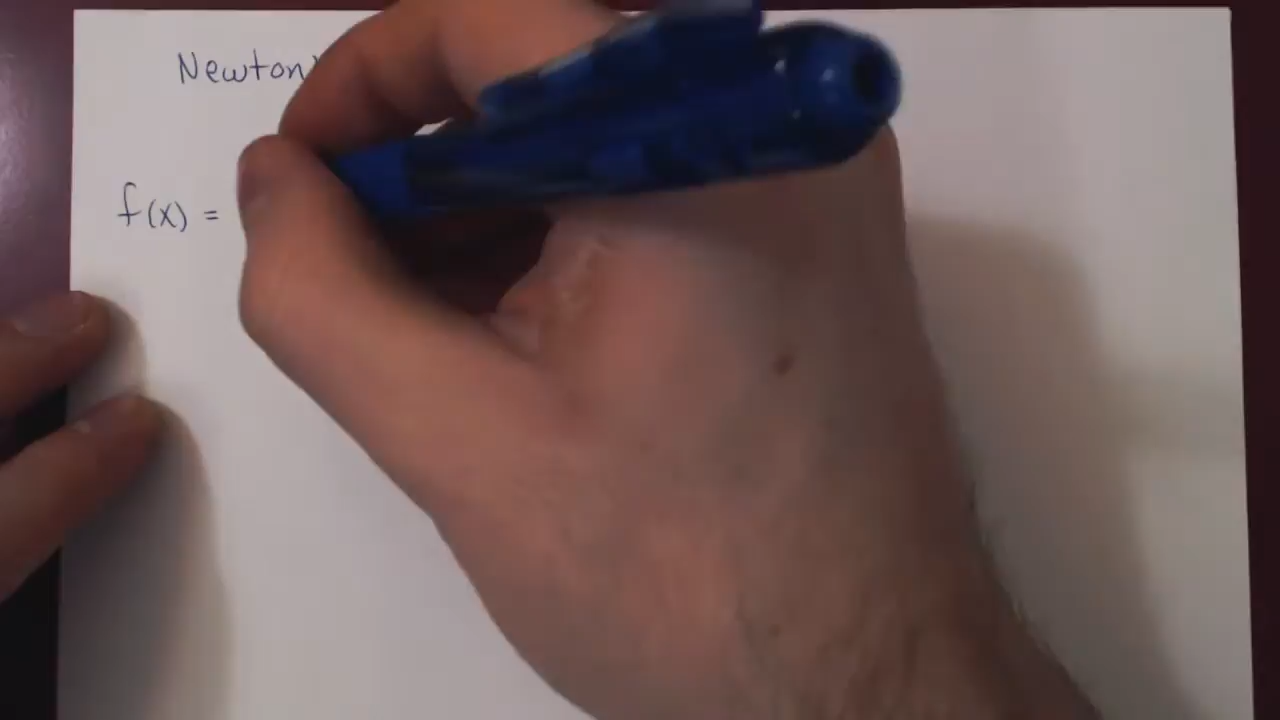 Newton'
f(x) =